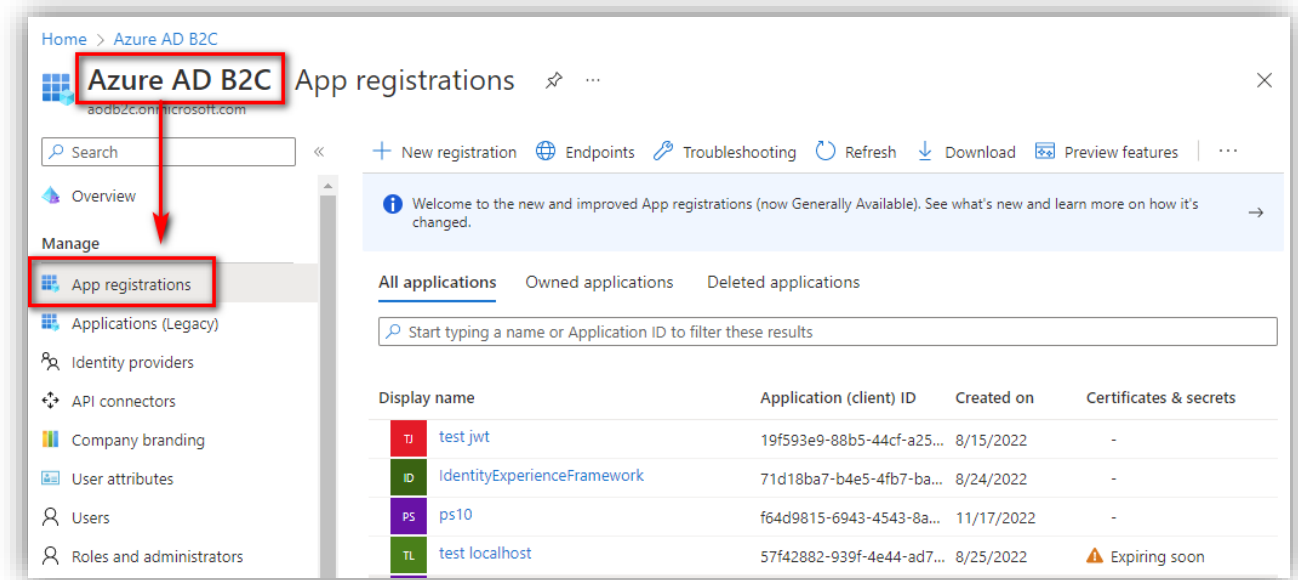 Home > Azure AD B2C
Azure AD B2C App registrations ...
aodb2c.onmicrosoft.com
Search «
+ New registration Endpoints Troubleshooting Refresh Download Preview features ...
Overview
Welcome to the new and improved App registrations (now Generally Available). See what's new and learn more on how it's
changed.
Manage
App registrations
Applications (Legacy)
Identity providers
API connectors
Company branding
User attributes
Users
Roles and administrators
All applications Owned applications Deleted applications
Start typing a name or Application ID to filter these results
Display name Application (client) ID Created on Certificates & secrets
TJ test jwt 19f593e9-88b5-44cf-a25... 8/15/2022 -
ID IdentityExperienceFramework 71d18ba7-b4e5-4fb7-ba... 8/24/2022 -
PS ps10 f64d9815-6943-4543-8a... 11/17/2022 -
TL test localhost 57f42882-939f-4e44-ad7... 8/25/2022 Expiring soon